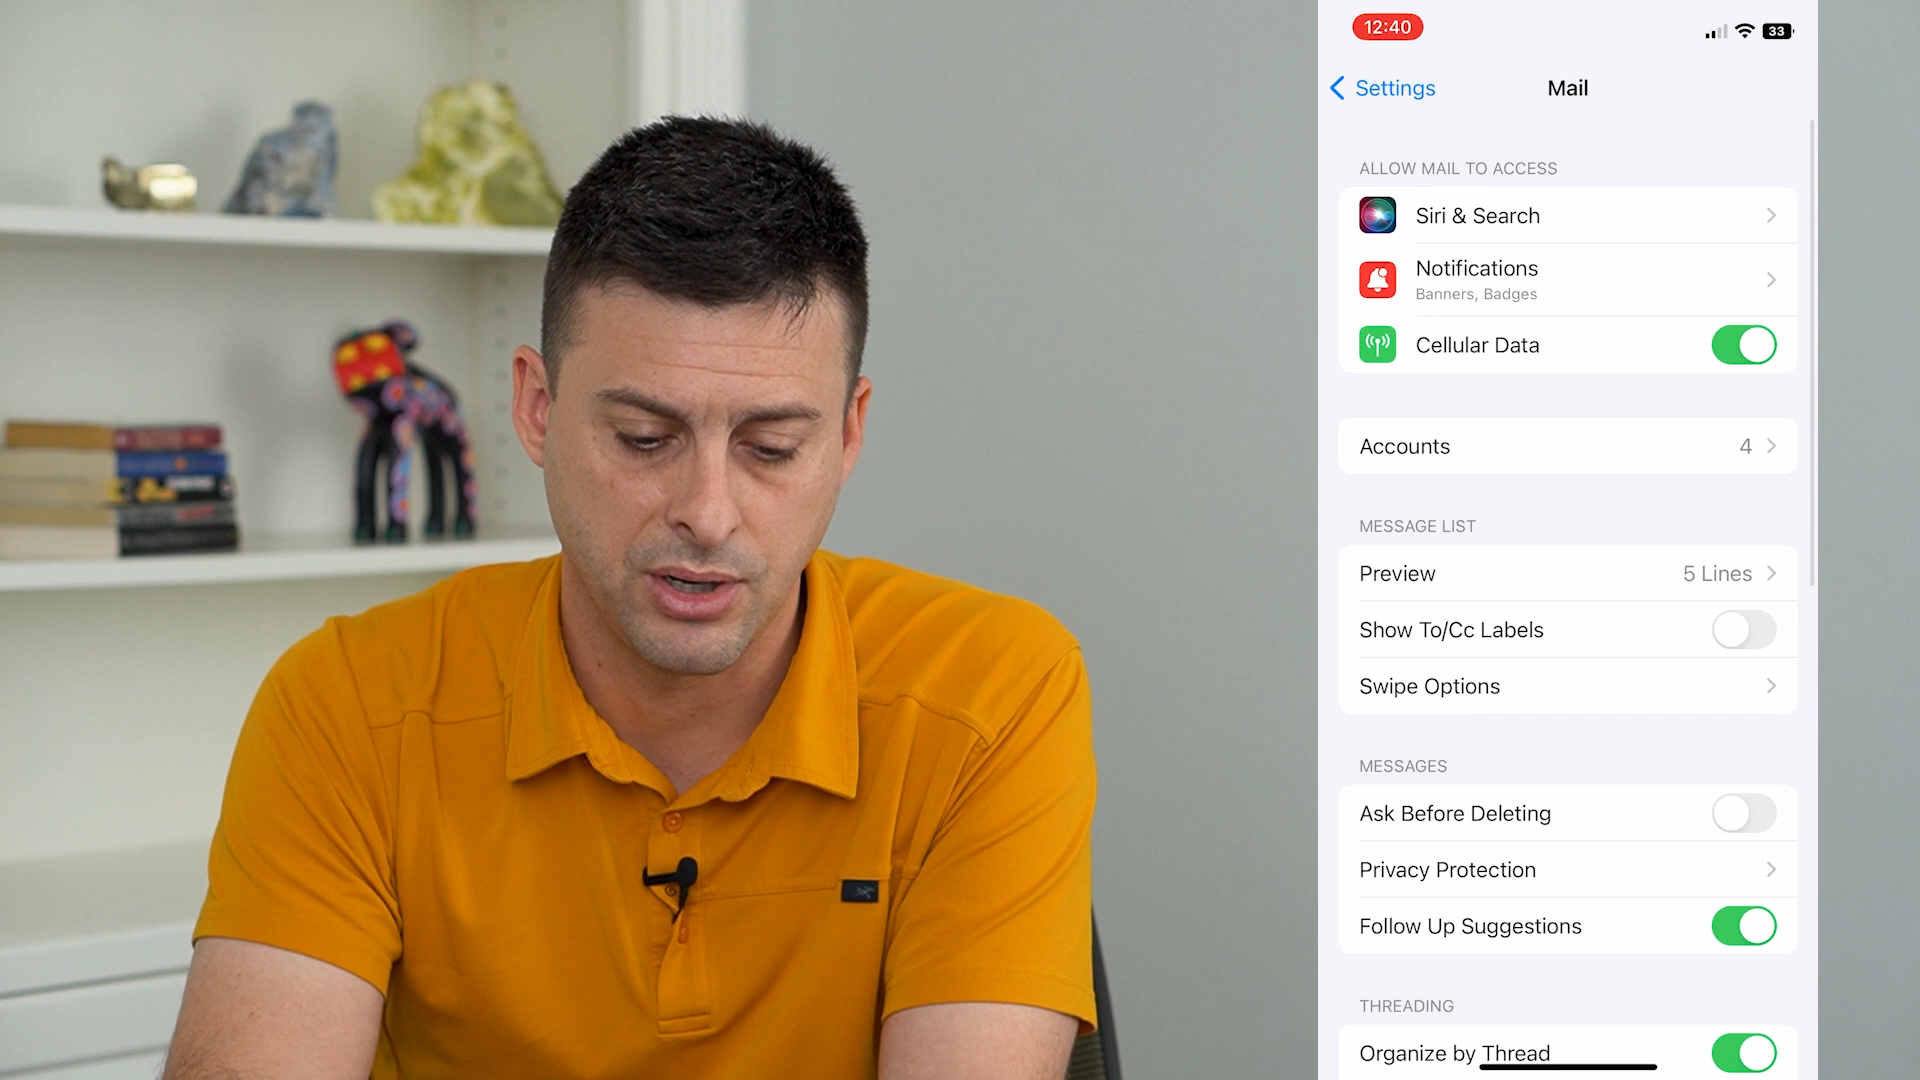 12:40
33
Settings
Mail
ALLOW MAIL TO ACCESS
Siri & Search
Notifications
Banners, Badges
Cellular Data
Accounts 4
MESSAGE LIST
Preview 5 Lines
Show To/Cc Labels
Swipe Options
MESSAGES
Ask Before Deleting
Privacy Protection
Follow Up Suggestions
THREADING
Organize by Thread